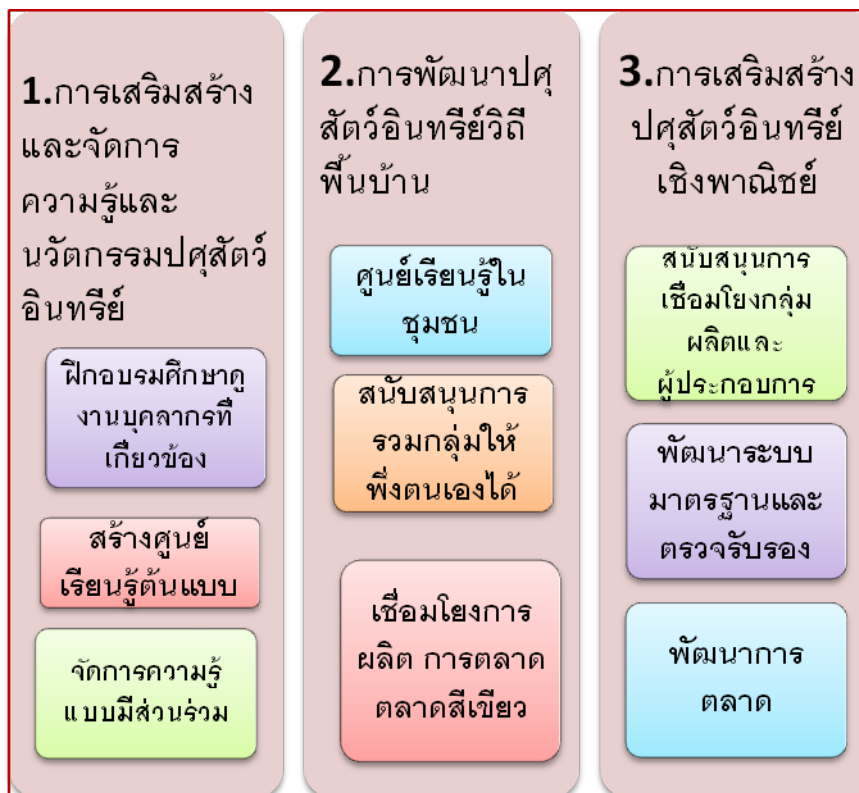 1.การเสริมสร้าง
และจัดการ
ความรู้และ
นวัตกรรมปศุสัตว์
อินทรีย์
ฝึกอบรมศึกษาดู
งานบุคลากรที่
เกี่ยวข้อง
สร้างศูนย์
เรียนรู้ต้นแบบ
จัดการความรู้
แบบมีส่วนร่วม
2.การพัฒนาปศุ
สัตว์อินทรีย์วิถี
พื้นบ้าน
ศูนย์เรียนรู้ใน
ชุมชน
สนับสนุนการ
รวมกลุ่มให้
พึ่งตนเองได้
เชื่อมโยงการ
ผลิต การตลาด
ตลาดสีเขียว
3.การเสริมสร้าง
ปศุสัตว์อินทรีย์
เชิงพาณิชย์
สนับสนุนการ
เชื่อมโยงกลุ่ม
ผลิตและ
ผู้ประกอบการ
พัฒนาระบบ
มาตรฐานและ
ตรวจรับรอง
พัฒนาการ
ตลาด